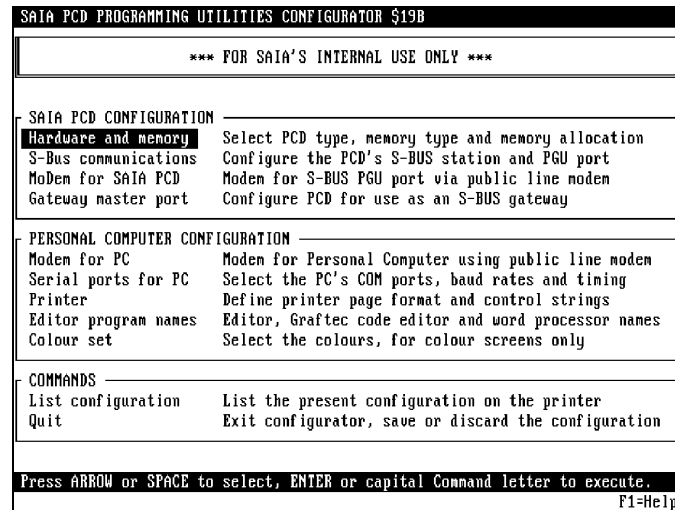 SAIA PCD PROGRAMMING UTILITIES CONFIGURATOR $19B
*** FOR SAIA'S INTERNAL USE ONLY ***
SAIA PCD CONFIGURATION
Hardware and memory Select PCD type, memory type and memory allocation
S-Bus communications Configure the PCD's S-BUS station and PGU port
MoDem for SAIA PCD Modem for S-BUS PGU port via public line modem
Gateway master port Configure PCD for use as an S-BUS gateway
PERSONAL COMPUTER CONFIGURATION
Modem for PC Modem for Personal Computer using public line modem
Serial ports for PC Select the PC's COM ports, baud rates and timing
Printer Define printer page format and control strings
Editor program names Editor, Graftec code editor and word processor names
Colour set Select the colours, for colour screens only
COMMANDS
List configuration List the present configuration on the printer
Quit Exit configurator, save or discard the configuration
Press ARROW or SPACE to select, ENTER or capital Command letter to execute.
F1=Help